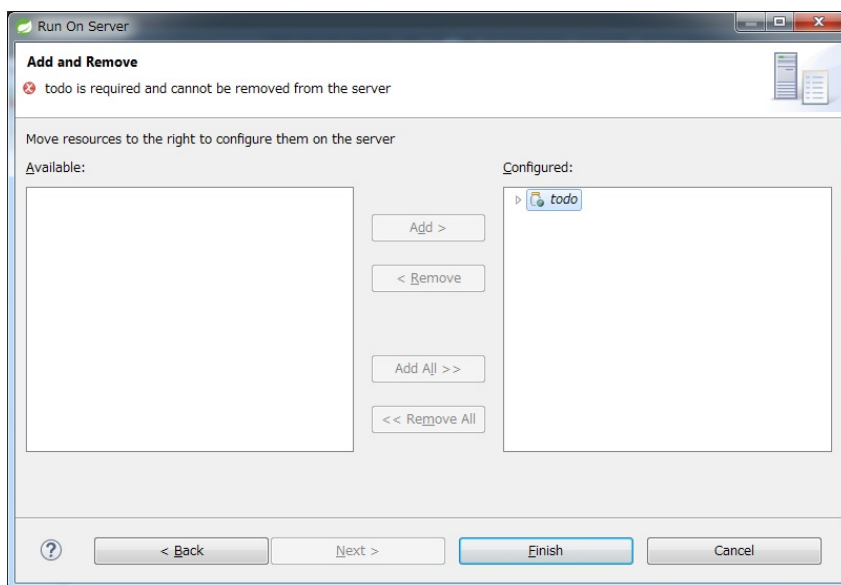 Run On Server
Add and Remove
todo is required and cannot be removed from the server
Move resources to the right to configure them on the server
Available:
Configured:
todo
Add >
< Remove
Add All >>
<< Remove All
?
< Back
Next >
Finish
Cancel